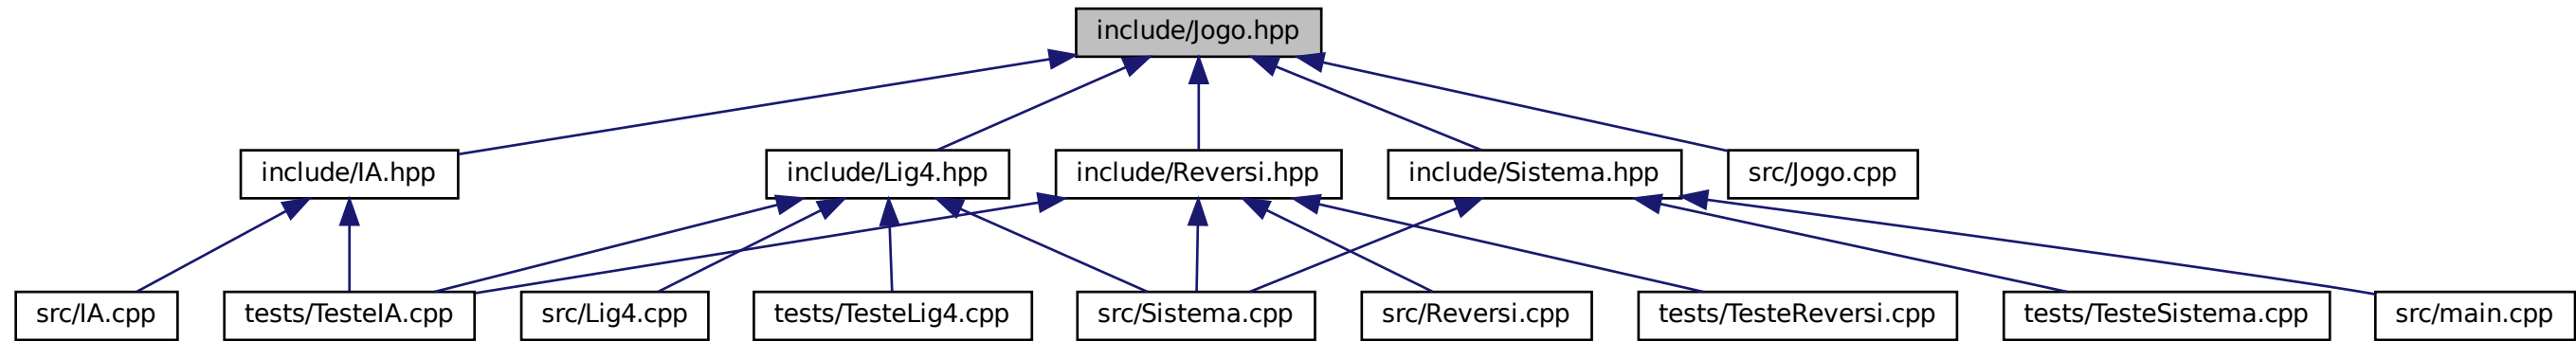 include/Jogo.hpp
include/IA.hpp
include/Lig4.hpp
include/Reversi.hpp
include/Sistema.hpp
src/Jogo.cpp
src/IA.cpp
tests/TesteIA.cpp
src/Lig4.cpp
tests/TesteLig4.cpp
src/Sistema.cpp
src/Reversi.cpp
tests/TesteReversi.cpp
tests/TesteSistema.cpp
src/main.cpp